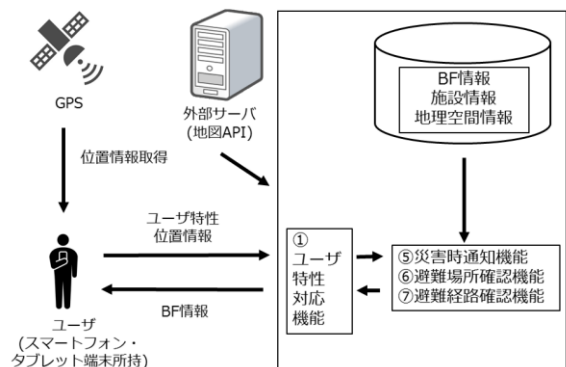 GPS
外部サーバ
(地図API)
BF情報
施設情報
地理空間情報
位置情報取得
ユーザ特性
位置情報
①
ユーザ
特性
対応
機能
⑤災害時通知機能
⑥避難場所確認機能
⑦避難経路確認機能
BF情報
ユーザ
(スマートフォン・
タブレット端末所持)